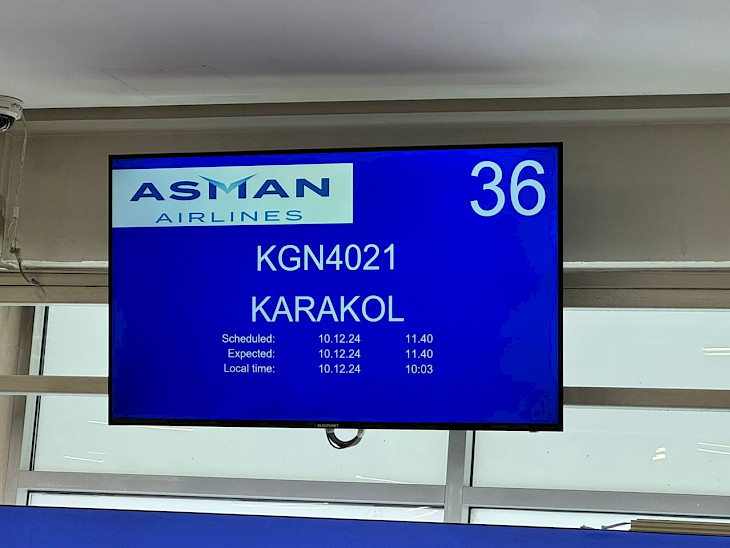 ASMAN
AIRLINES
36
KGN4021
KARAKOL
Scheduled: 10.12.24 11.40
Expected: 10.12.24 11.40
Local time: 10.12.24 10:03
BLAUPUNKT